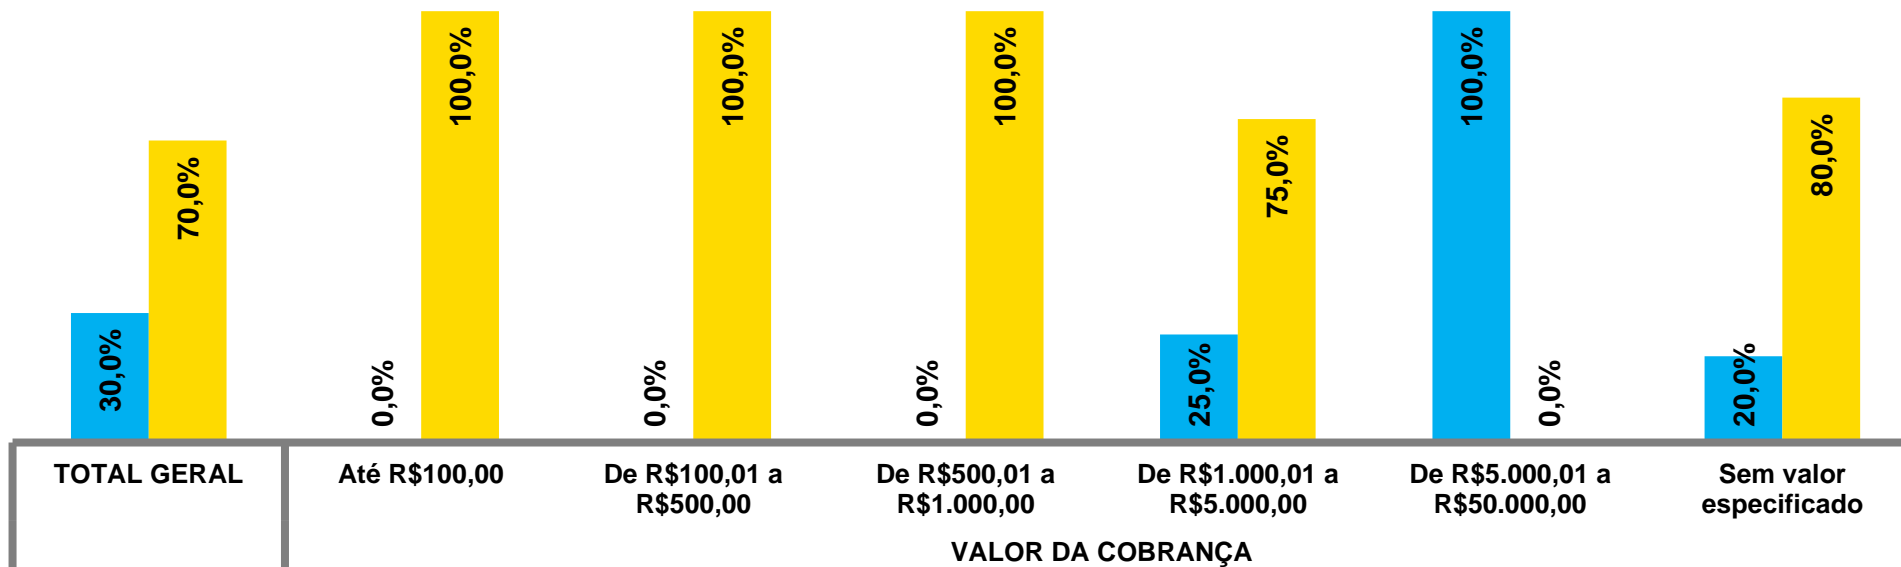 30,0%
70,0%
0,0%
100,0%
0,0%
100,0%
0,0%
100,0%
25,0%
75,0%
100,0%
0,0%
20,0%
80,0%
TOTAL GERAL
Até R$100,00
De R$100,01 a
R$500,00
De R$500,01 a
R$1.000,00
De R$1.000,01 a
R$5.000,00
De R$5.000,01 a
R$50.000,00
Sem valor
especificado
VALOR DA COBRANÇA